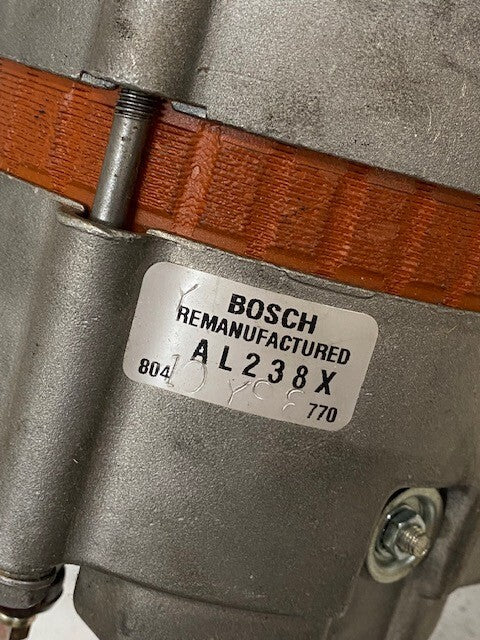 BOSCH
REMANUFACTURED
AL238X
804
770